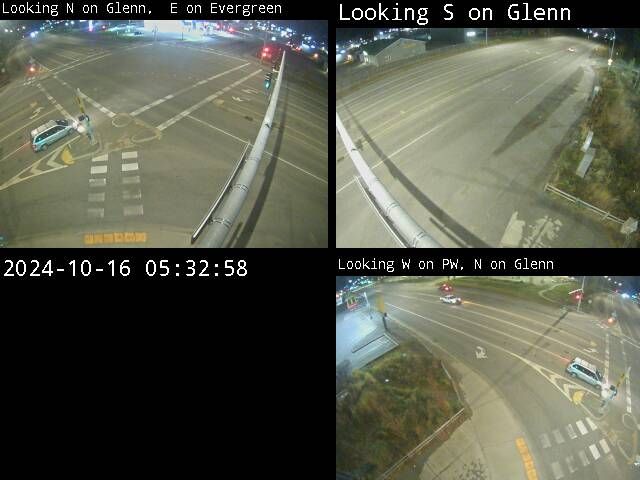 Looking N on Glenn,  E on Evergreen
Looking S on Glenn
2024-10-16 05:32:58
Looking W on PW, N on Glenn